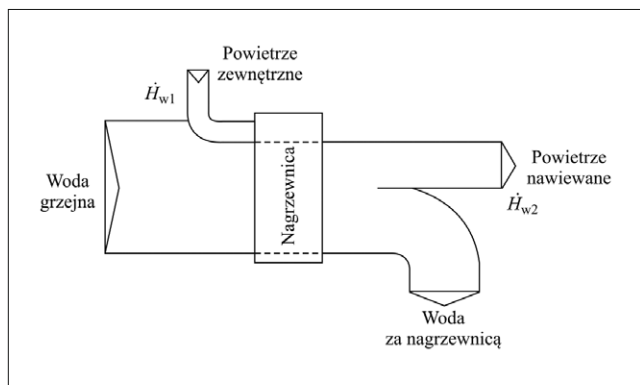 Powietrze
zewnętrzne
Ḣw1
Woda
grzejna
Nagrzewnica
Powietrze
nawiewane
Ḣw2
Woda
za nagrzewnicą